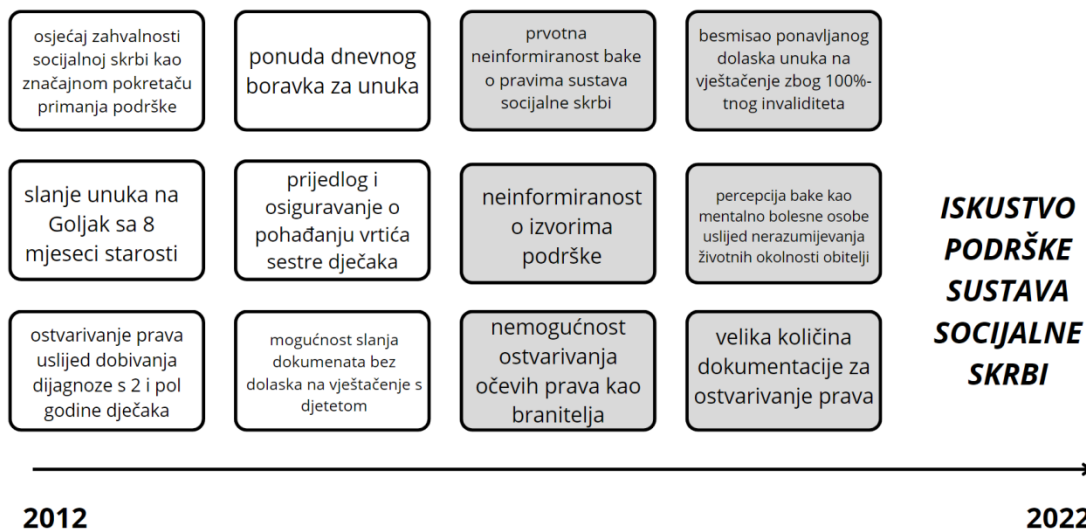 osjećaj zahvalnosti
socijalnoj skrbi kao
značajnom pokretaču
primanja podrške
ponuda dnevnog
boravka za unuka
prvotna
neinformiranost bake
o pravima sustava
socijalne skrbi
besmisao ponavljanog
dolaska unuka na
vještačenje zbog 100%-
tnog invaliditeta
slanje unuka na
Goljak sa 8
mjeseci starosti
prijedlog i
osiguravanje o
pohađanju vrtića
sestre dječaka
neinformiranost
o izvorima
podrške
percepcija bake kao
mentalno bolesne osobe
uslijed nerazumijevanja
životnih okolnosti obitelji
ISKUSTVO
PODRŠKE
SUSTAVA
SOCIJALNE
SKRBI
ostvarivanje prava
uslijed dobivanja
dijagnoze s 2 i pol
godine dječaka
mogućnost slanja
dokumenata bez
dolaska na vještačenje s
djetetom
nemogućnost
ostvarivanja
očevih prava kao
branitelja
velika količina
dokumentacije za
ostvarivanje prava
2012
2022